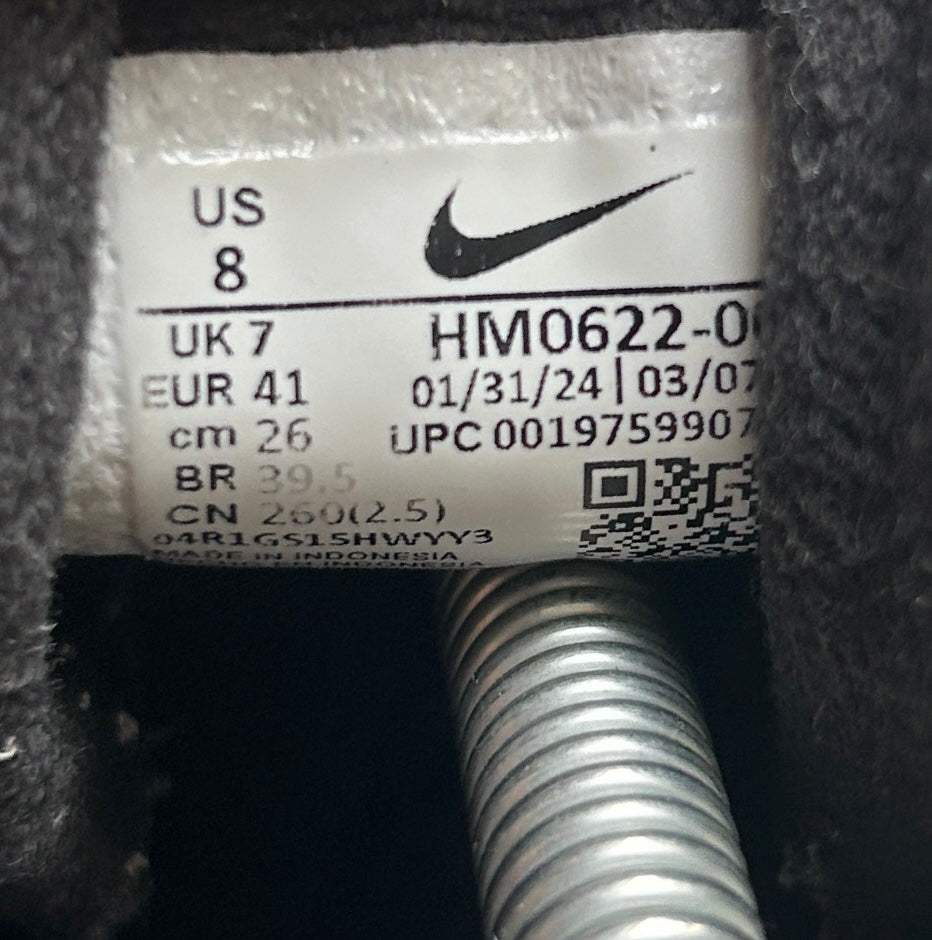 US
8
UK 7
EUR 41
cm 26
BR 39.5
CN 260(2.5)
04R1GS15HWYY3
MADE IN INDONESIA
HM0622-0
01/31/24 | 03/07
UPC 0019759907